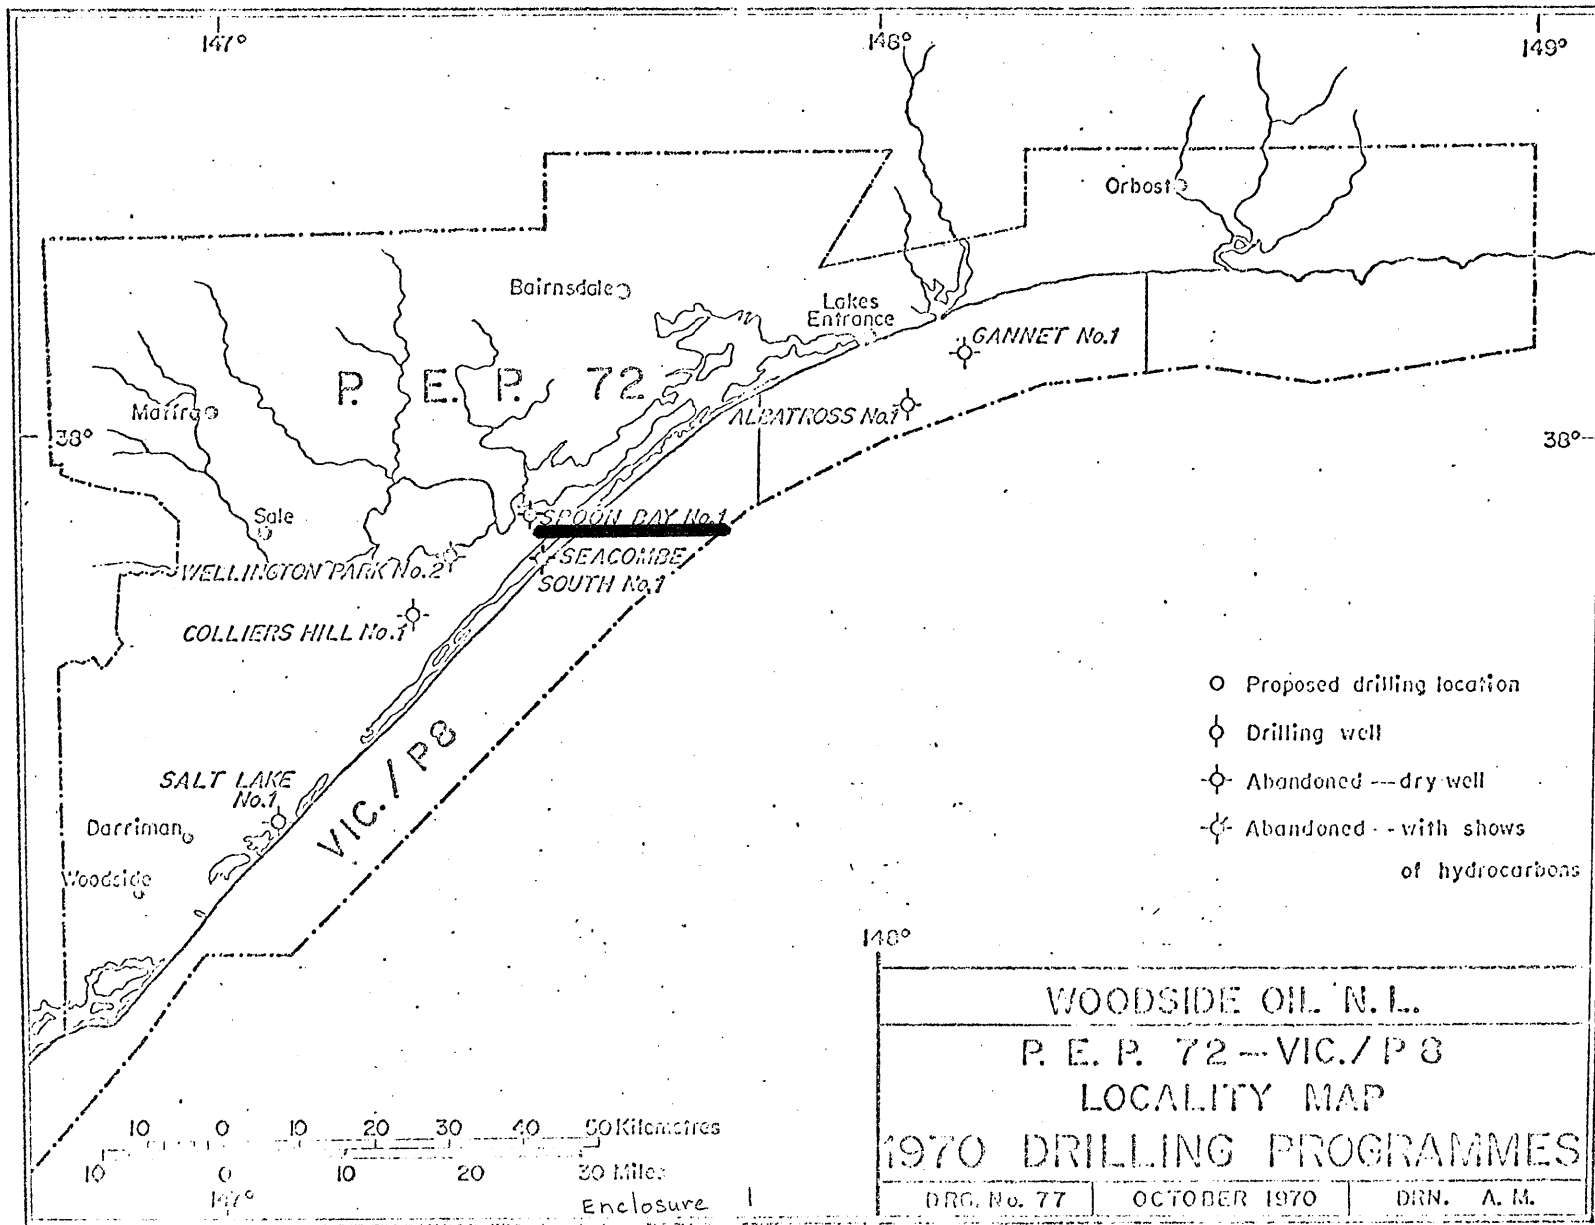 147°
148°
149°
Orbost
Bairnsdale
Lakes
Entrance
GANNET No.1
P. E. P. 72
Maffra
ALBATROSS No.1
38°
38°
Sale
SPOON BAY No.1
SEACOMBE
SOUTH No.1
WELLINGTON PARK No.2
COLLIERS HILL No.1
VIC./P8
SALT LAKE
No.1
Darriman
Woodside
Proposed drilling location
Drilling well
Abandoned --- dry well
Abandoned -- with shows
of hydrocarbons
148°
WOODSIDE OIL N.L.
P. E. P. 72 – VIC./P 8
LOCALITY MAP
1970 DRILLING PROGRAMMES
DRG. No. 77
OCTOBER 1970
DRN. A. M.
10 0 10 20 30 40 50 Kilometres
10 0 10 20 30 Miles
147°
Enclosure 1